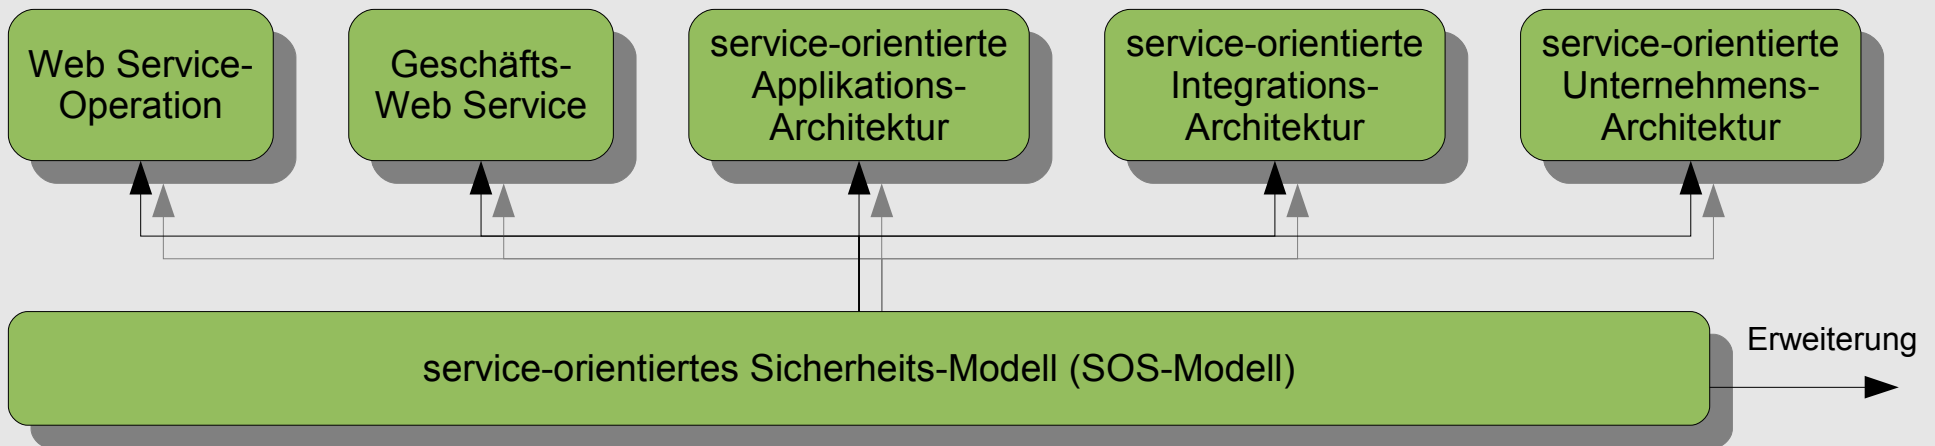 Web Service-
Operation
Geschäfts-
Web Service
service-orientierte
Applikations-
Architektur
service-orientierte
Integrations-
Architektur
service-orientierte
Unternehmens-
Architektur
service-orientiertes Sicherheits-Modell (SOS-Modell)
Erweiterung